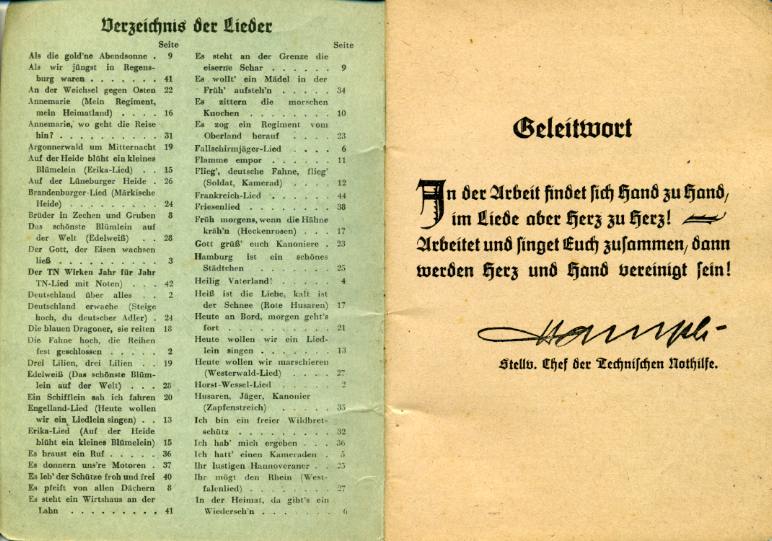 Verzeichnis der Lieder
Seite
Als die gold'ne Abendsonne . 9
Als wir jüngst in Regens-
burg waren . . . . . . . 41
An der Weichsel gegen Osten 22
Annemarie (Mein Regiment,
mein Heimatland) . . . . 16
Annemarie, wo geht die Reise
hin? . . . . . . . . . . 31
Argonnerwald um Mitternacht 19
Auf der Heide blüht ein kleines
Blümelein (Erika-Lied) . . 15
Auf der Lüneburger Heide . 26
Brandenburger-Lied (Märkische
Heide) . . . . . . . . . 24
Brüder in Zechen und Gruben 8
Das schönste Blümlein auf
der Welt (Edelweiß) . . . 28
Der Gott, der Eisen wachsen
ließ . . . . . . . . . . 3
Der TN Wirken Jahr für Jahr
TN-Lied mit Noten) . . . 42
Deutschland über alles . . . 2
Deutschland erwache (Steige
hoch, du deutscher Adler) . 24
Die blauen Dragoner, sie reiten 18
Die Fahne hoch, die Reihen
fest geschlossen . . . . . 2
Drei Lilien, drei Lilien . . . 19
Edelweiß (Das schönste Blüm-
lein auf der Welt) . . . . 28
Ein Schifflein sah ich fahren 20
Engelland-Lied (Heute wollen
wir ein Liedlein singen) . . 13
Erika-Lied (Auf der Heide
blüht ein kleines Blümelein) 15
Es braust ein Ruf . . . . . 36
Es donnern uns're Motoren . 37
Es leb' der Schütze froh und frei 40
Es pfeift von allen Dächern 8
Es steht ein Wirtshaus an der
Lahn . . . . . . . . . . 41
Seite
Es steht an der Grenze die
eiserne Schar . . . . . . . 9
Es wollt' ein Mädel in der
Früh' aufsteh'n . . . . . 34
Es zittern die morschen
Knochen . . . . . . . . 10
Es zog ein Regiment vom
Oberland herauf . . . . . 23
Fallschirmjäger-Lied . . . . 6
Flamme empor . . . . . . 11
Flieg', deutsche Fahne, flieg'
(Soldat, Kamerad) . . . . 12
Frankreich-Lied . . . . . . 44
Friesenlied . . . . . . . . 38
Früh morgens, wenn die Hähne
kräh'n (Heckenrosen) . . . 17
Gott grüß' euch Kanoniere . 23
Hamburg ist ein schönes
Städtchen . . . . . . . . 25
Heilig Vaterland! . . . . . 4
Heiß ist die Liebe, kalt ist
der Schnee (Rote Husaren) 17
Heute an Bord, morgen geht's
fort . . . . . . . . . . 21
Heute wollen wir ein Lied-
lein singen . . . . . . . 13
Heute wollen wir marschieren
(Westerwald-Lied) . . . . 27
Horst-Wessel-Lied . . . . . 2
Husaren, Jäger, Kanonier
(Zapfenstreich) . . . . . 35
Ich bin ein freier Wildbret-
schütz . . . . . . . . . 32
Ich hab' mich ergeben . . . 36
Ich hatt' einen Kameraden . 5
Ihr lustigen Hannoveraner . . 25
Ihr mögt den Rhein (West-
falenlied) . . . . . . . . 27
In der Heimat, da gibt's ein
Wiederseh'n . . . . . . . 6
Geleitwort
In der Arbeit findet sich Hand zu Hand,
im Liede aber Herz zu Herz!
Arbeitet und singet Euch zusammen, dann
werden Herz und Hand vereinigt sein!
Stellv. Chef der Technischen Nothilfe.